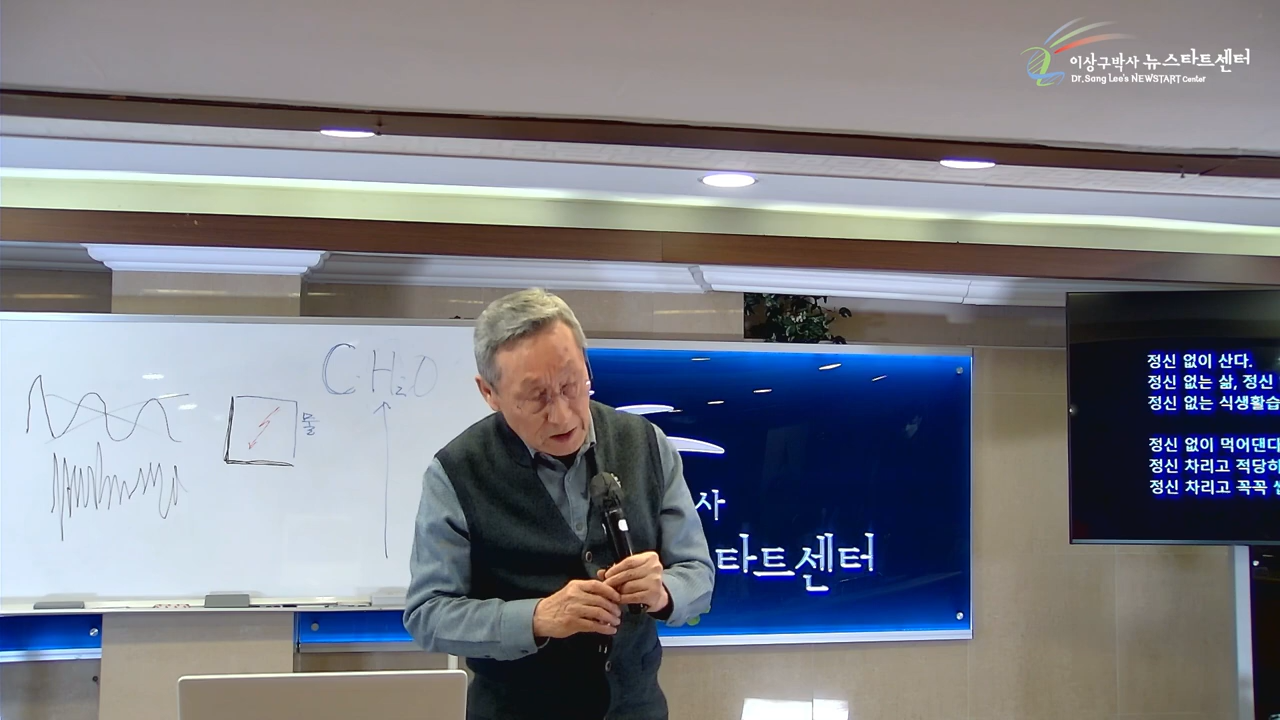 이상구박사 뉴스타트센터
Dr. Sang Lee's NEWSTART Center
C·H₂O
물
사
타트센터
정신 없이 산다.
정신 없는 삶, 정신
정신 없는 식생활습
정신 없이 먹어댄다
정신 차리고 적당하
정신 차리고 꼭꼭 씹